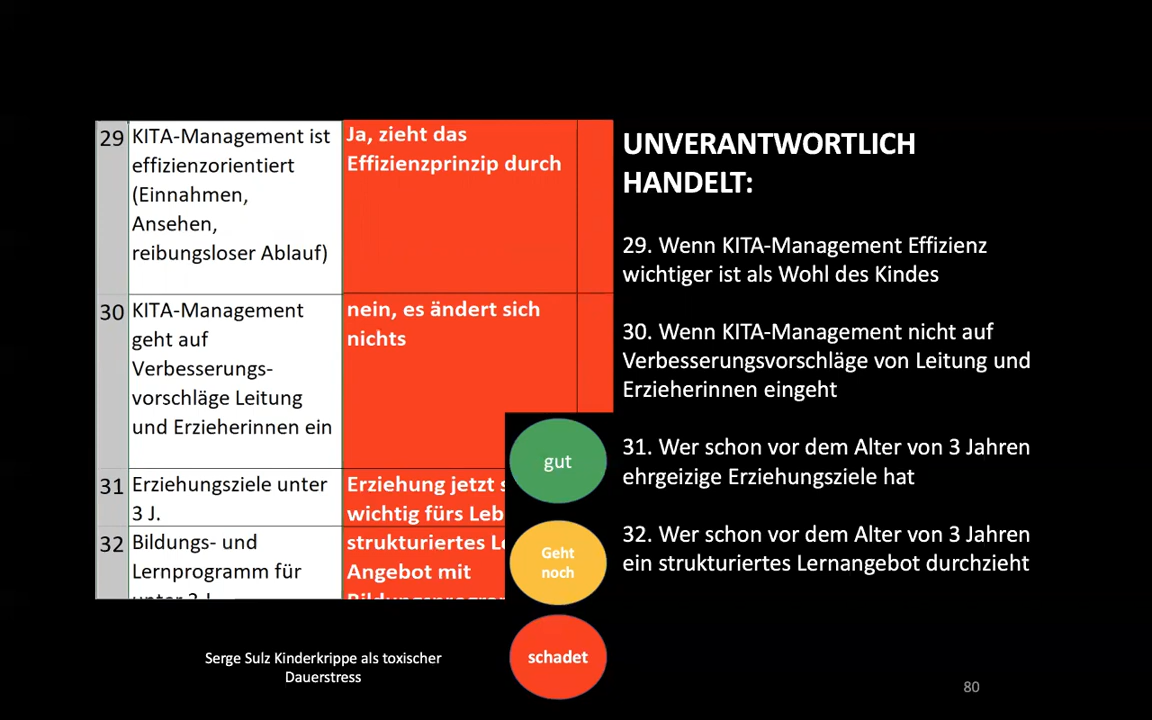 29
KITA-Management ist
effizienzorientiert
(Einnahmen,
Ansehen,
reibungsloser Ablauf)
Ja, zieht das
Effizienzprinzip durch
30
KITA-Management
geht auf
Verbesserungs-
vorschläge Leitung
und Erzieherinnen ein
nein, es ändert sich
nichts
31
Erziehungsziele unter
3 J.
Erziehung jetzt
wichtig fürs
32
Bildungs- und
Lernprogramm für
unter 3 J.
strukturiertes
Angebot mit
gut
Geht
noch
schadet
UNVERANTWORTLICH
HANDELT:
29. Wenn KITA-Management Effizienz
wichtiger ist als Wohl des Kindes
30. Wenn KITA-Management nicht auf
Verbesserungsvorschläge von Leitung und
Erzieherinnen eingeht
31. Wer schon vor dem Alter von 3 Jahren
ehrgeizige Erziehungsziele hat
32. Wer schon vor dem Alter von 3 Jahren
ein strukturiertes Lernangebot durchzieht
Serge Sulz Kinderkrippe als toxischer
Dauerstress
80